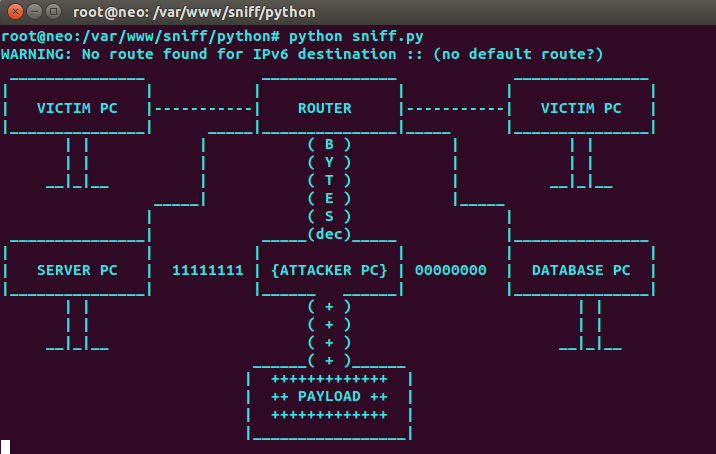 root@neo: /var/www/sniff/python
root@neo:/var/www/sniff/python# python sniff.py
WARNING: No route found for IPv6 destination :: (no default route?)
VICTIM PC |-----------| ROUTER |-----------| VICTIM PC
( B )
( Y )
( T )
( E )
( S )
(dec)
SERVER PC | 11111111 | {ATTACKER PC} | 00000000 | DATABASE PC
( + )
( + )
( + )
( + )
+++++++++++++
++ PAYLOAD ++
+++++++++++++